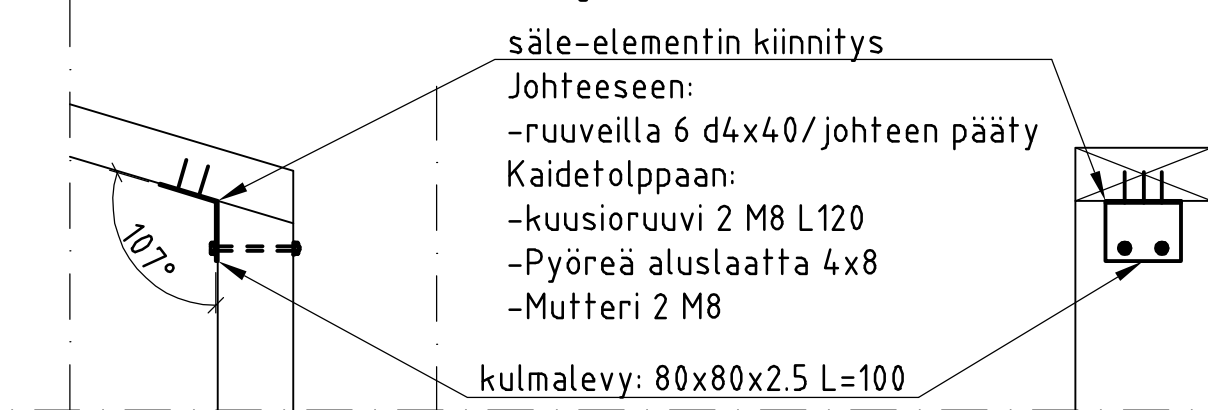 säle-elementin kiinnitys
Johteeseen:
-ruuveilla 6 d4x40/johteen pääty
Kaidetolppaan:
-kuusioruuvi 2 M8 L120
-Pyöreä aluslaatta 4x8
-Mutteri 2 M8
107°
kulmalevy: 80x80x2.5 L=100